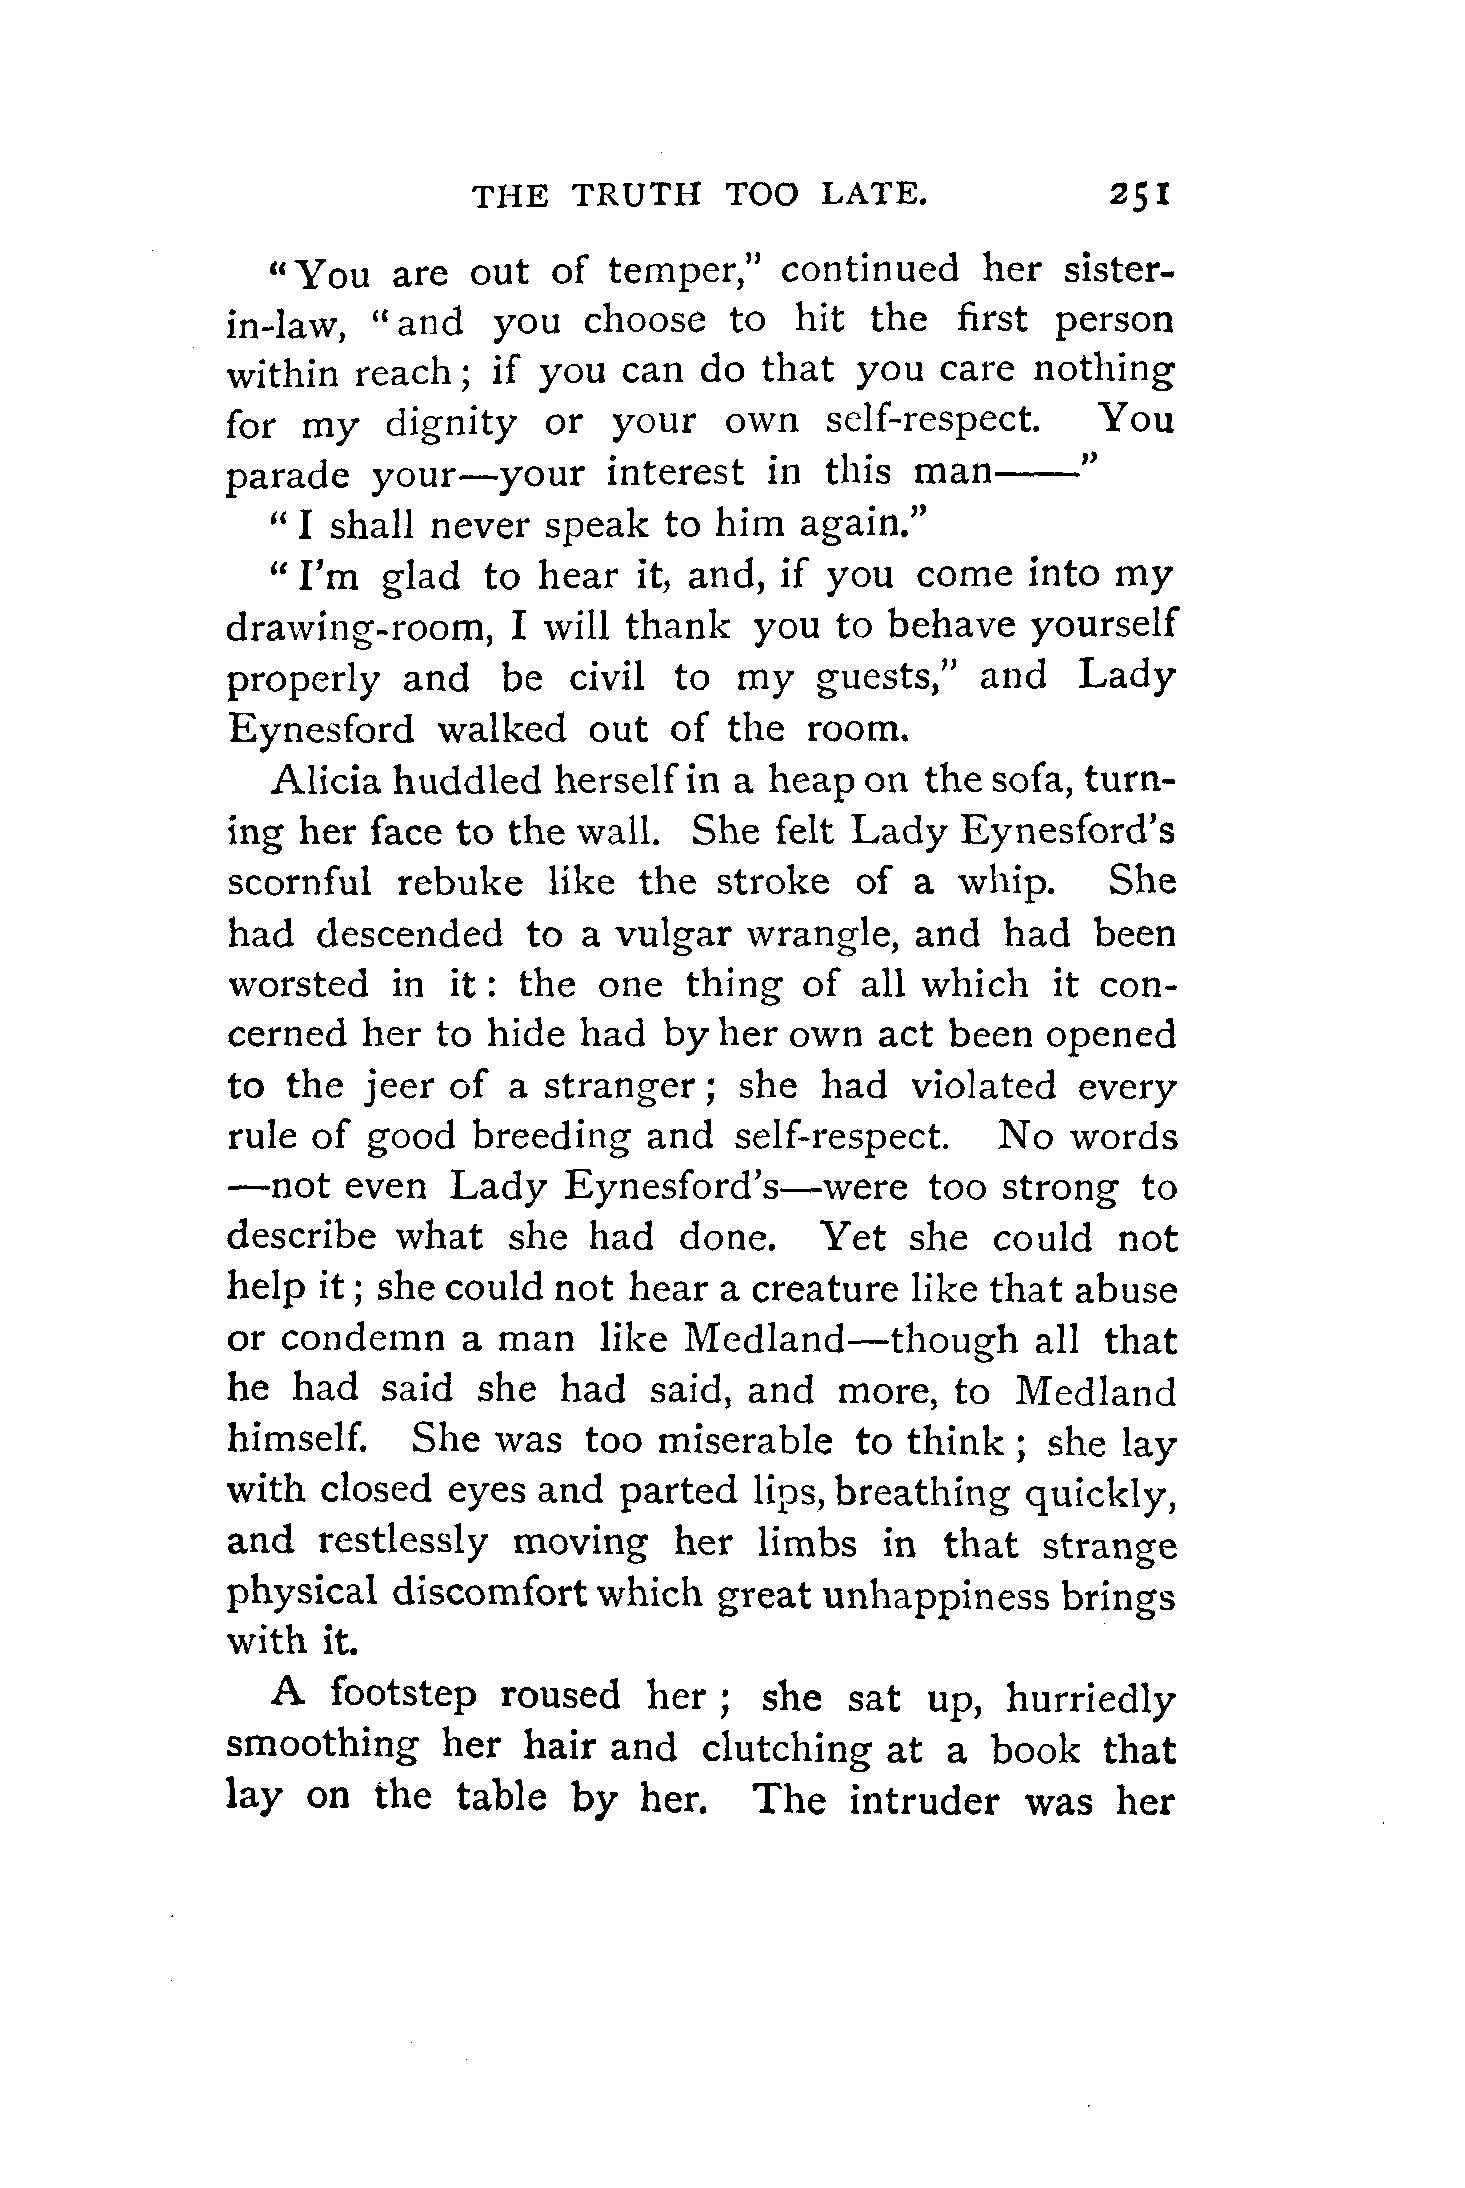 THE TRUTH TOO LATE. 251
"You are out of temper," continued her sister-
in-law, "and you choose to hit the first person
within reach; if you can do that you care nothing
for my dignity or your own self-respect. You
parade your—your interest in this man——"
"I shall never speak to him again."
"I'm glad to hear it, and, if you come into my
drawing-room, I will thank you to behave yourself
properly and be civil to my guests," and Lady
Eynesford walked out of the room.
Alicia huddled herself in a heap on the sofa, turn-
ing her face to the wall. She felt Lady Eynesford's
scornful rebuke like the stroke of a whip. She
had descended to a vulgar wrangle, and had been
worsted in it: the one thing of all which it con-
cerned her to hide had by her own act been opened
to the jeer of a stranger; she had violated every
rule of good breeding and self-respect. No words
—not even Lady Eynesford's—were too strong to
describe what she had done. Yet she could not
help it; she could not hear a creature like that abuse
or condemn a man like Medland—though all that
he had said she had said, and more, to Medland
himself. She was too miserable to think; she lay
with closed eyes and parted lips, breathing quickly,
and restlessly moving her limbs in that strange
physical discomfort which great unhappiness brings
with it.
A footstep roused her; she sat up, hurriedly
smoothing her hair and clutching at a book that
lay on the table by her. The intruder was her